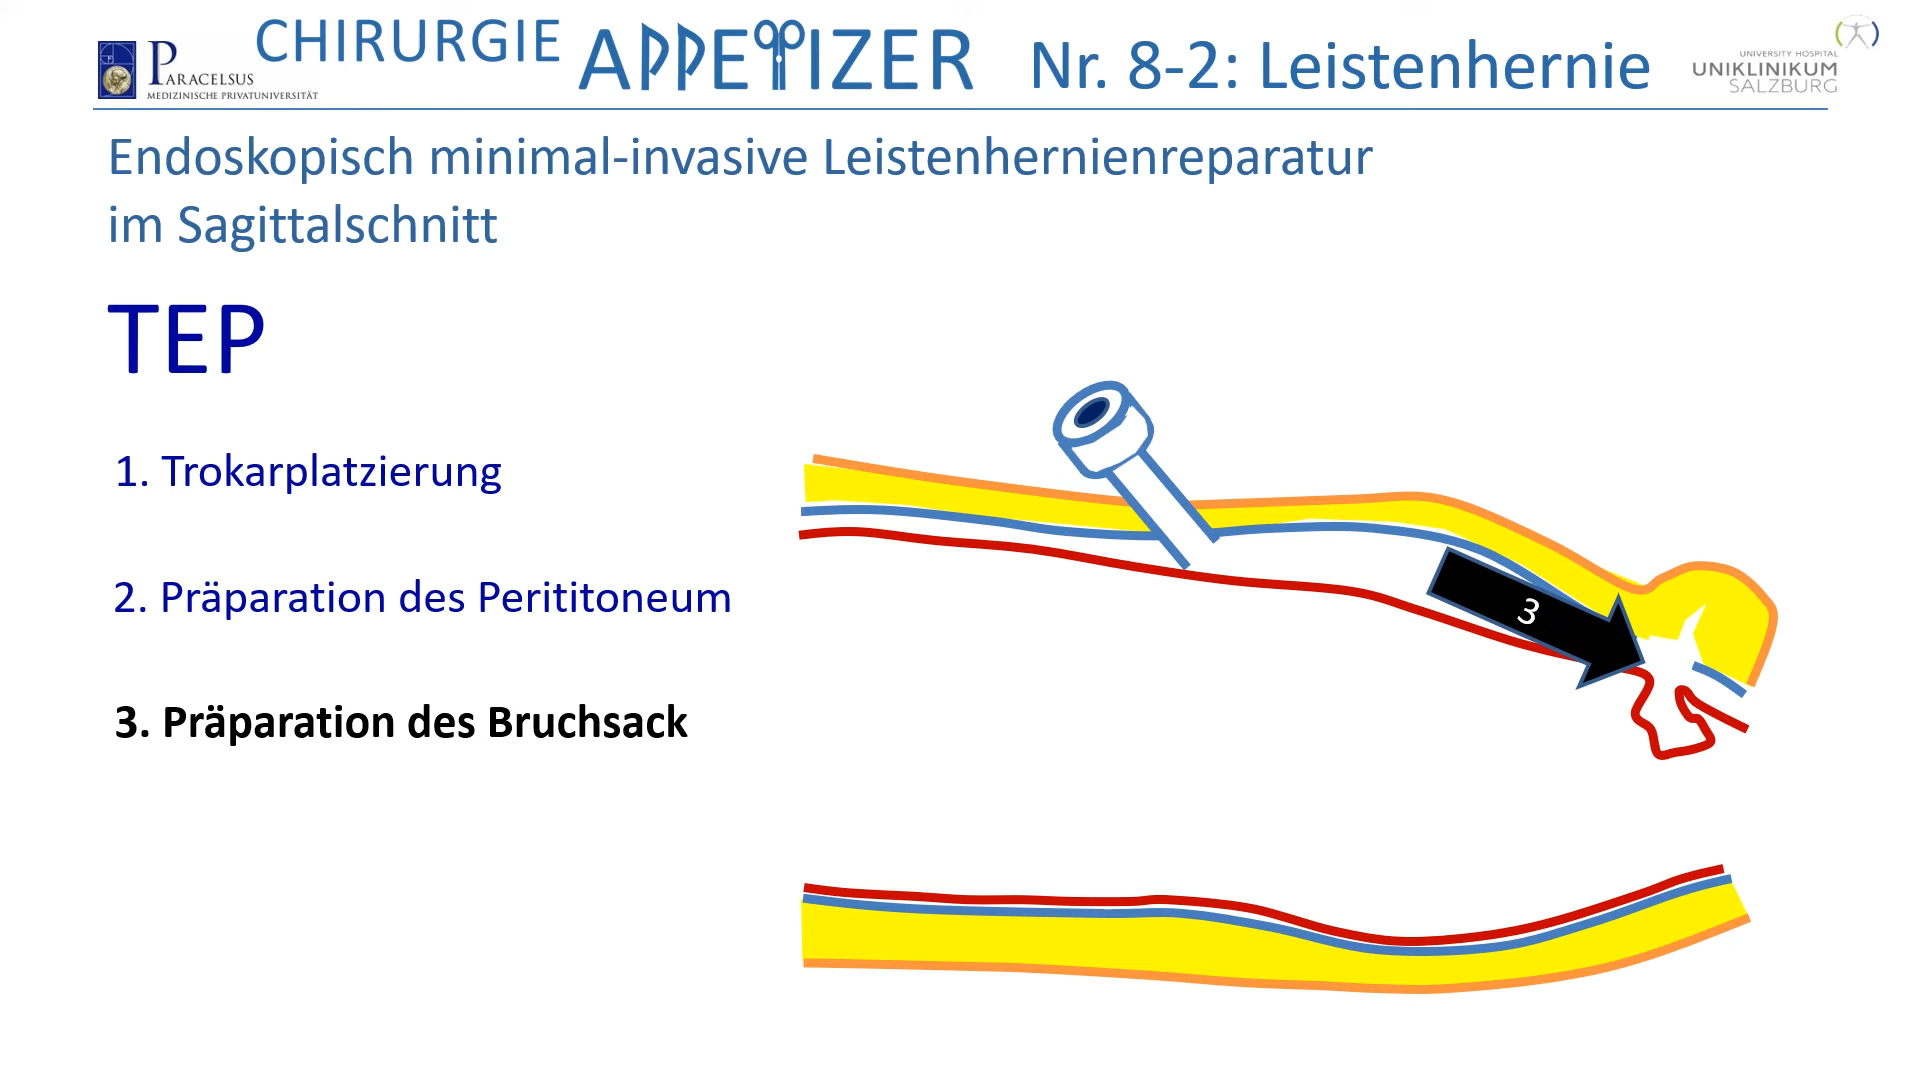 PARACELSUS
MEDIZINISCHE PRIVATUNIVERSITÄT
CHIRURGIE APPETIZER Nr. 8-2: Leistenhernie
UNIVERSITY HOSPITAL
UNIKLINIKUM
SALZBURG
Endoskopisch minimal-invasive Leistenhernienreparatur
im Sagittalschnitt
TEP
1. Trokarplatzierung
2. Präparation des Perititoneum
3. Präparation des Bruchsack
3